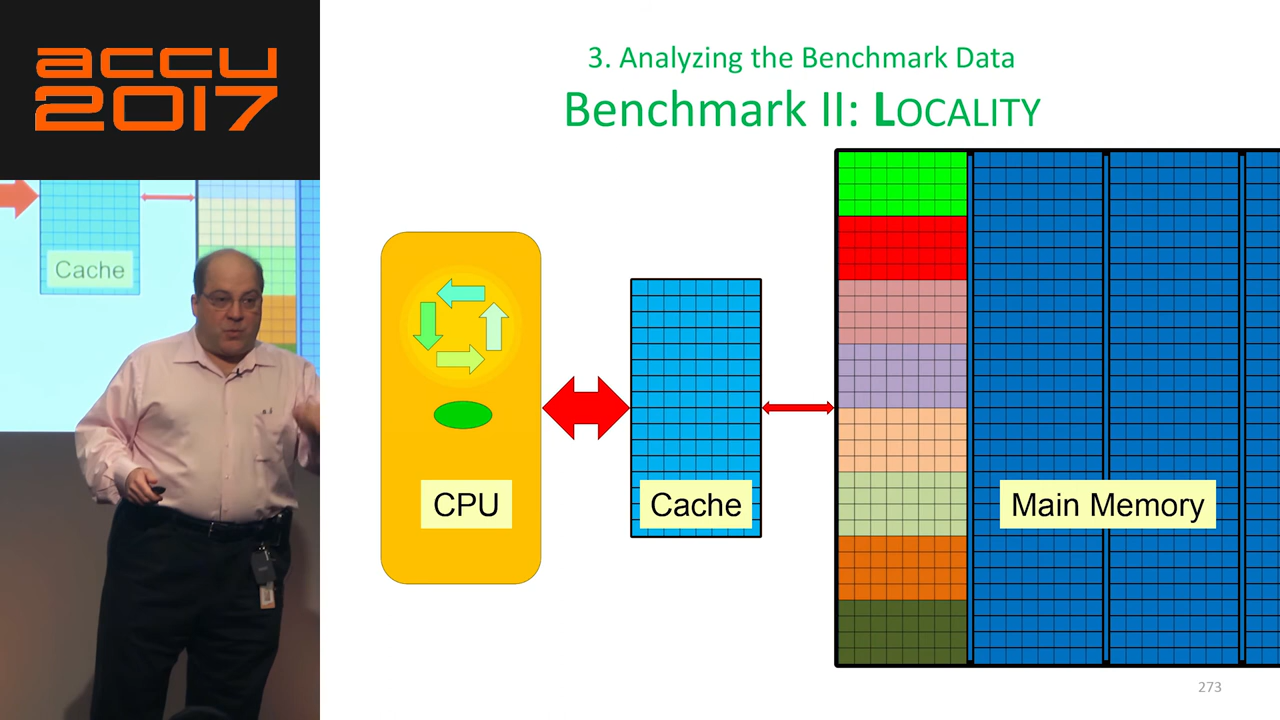 accu
2017
Cache
3. Analyzing the Benchmark Data
Benchmark II: LOCALITY
CPU
Cache
Main Memory
273